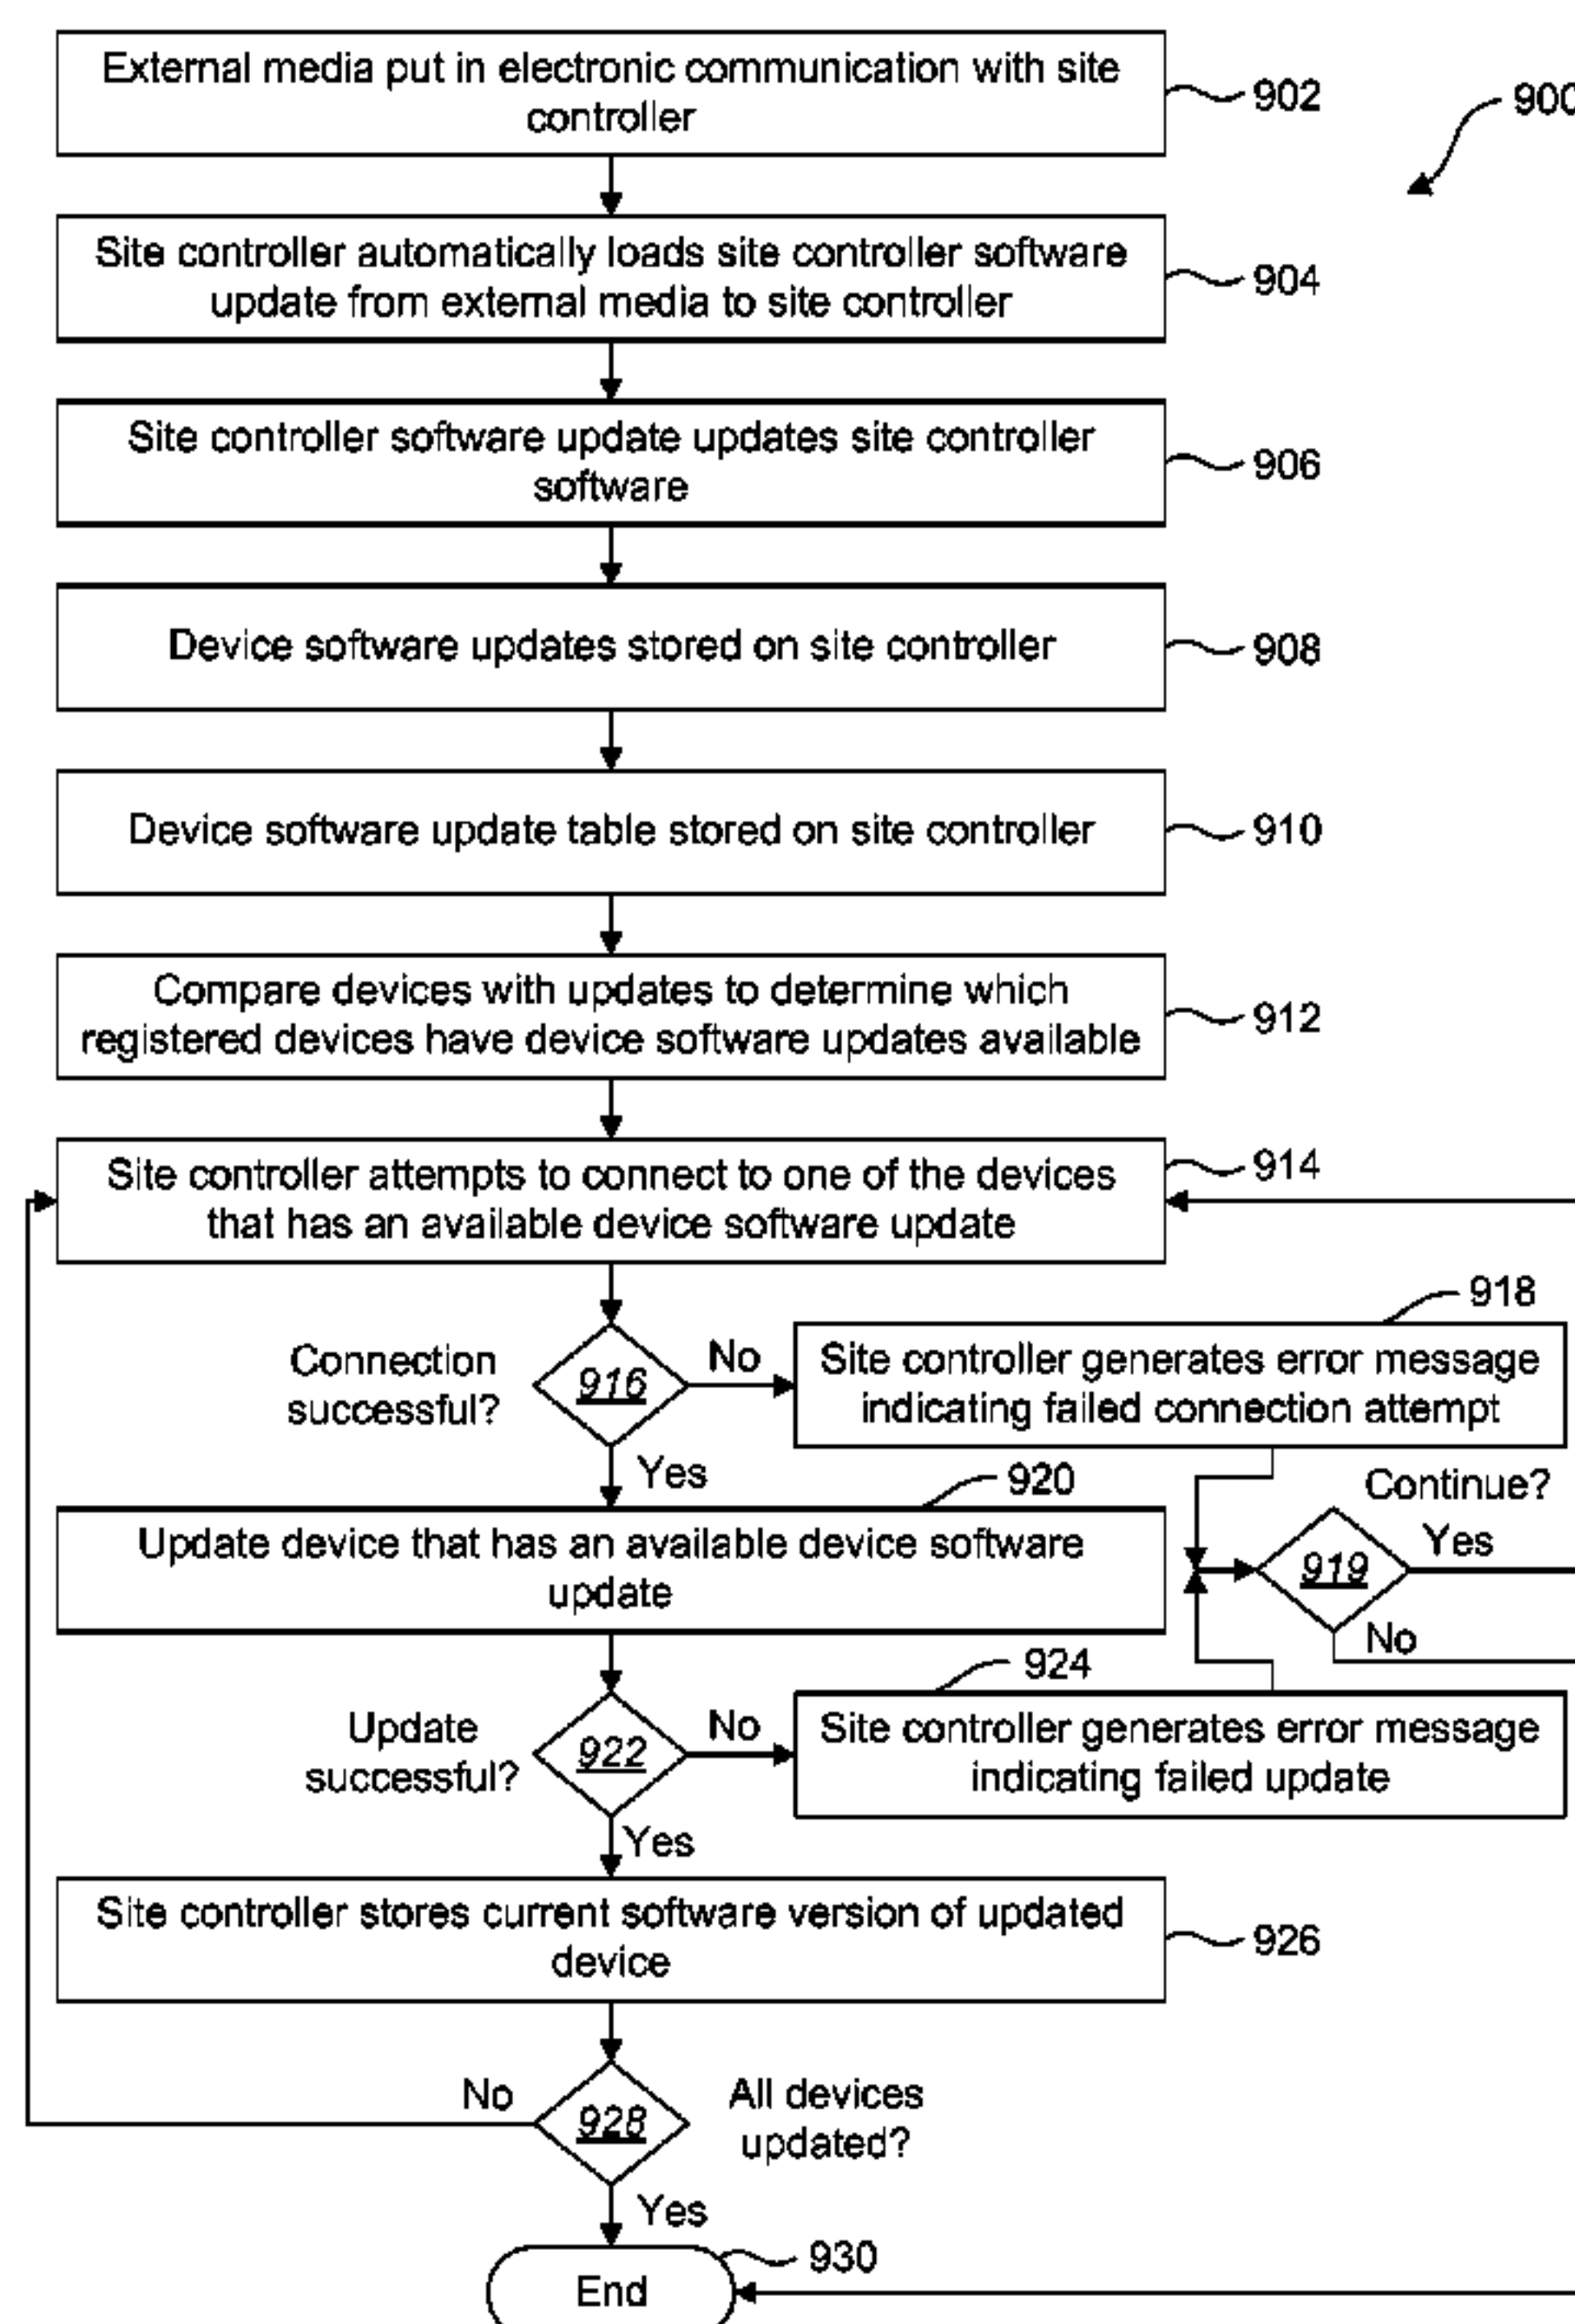 External media put in electronic communication with site
controller
902
900
Site controller automatically loads site controller software
update from external media to site controller
904
Site controller software update updates site controller
software
906
Device software updates stored on site controller
908
Device software update table stored on site controller
910
Compare devices with updates to determine which
registered devices have device software updates available
912
Site controller attempts to connect to one of the devices
that has an available device software update
914
Connection
successful?
916
No
Yes
918
Site controller generates error message
indicating failed connection attempt
Continue?
919
Yes
No
920
Update device that has an available device software
update
Update
successful?
922
No
Yes
924
Site controller generates error message
indicating failed update
Site controller stores current software version of updated
device
926
No
928
All devices
updated?
Yes
End
930